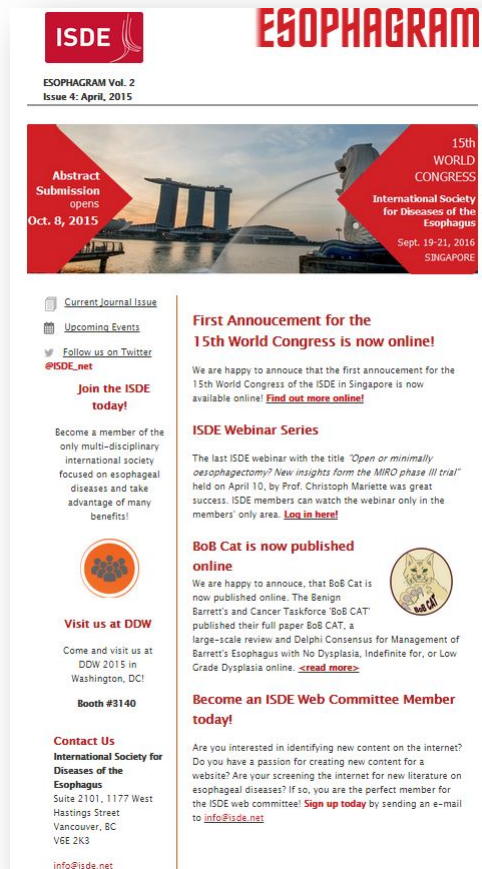 ISDE
ESOPHAGRAM
ESOPHAGRAM Vol. 2
Issue 4: April, 2015
Abstract
Submission
opens
Oct. 8, 2015
15th
WORLD
CONGRESS
International Society
for Diseases of the
Esophagus
Sept. 19-21, 2016
SINGAPORE
Current Journal Issue
Upcoming Events
Follow us on Twitter
@ISDE_net
Join the ISDE
today!
Become a member of the
only multi-disciplinary
international society
focused on esophageal
diseases and take
advantage of many
benefits!
Visit us at DDW
Come and visit us at
DDW 2015 in
Washington, DC!
Booth #3140
Contact Us
International Society for
Diseases of the
Esophagus
Suite 2101, 1177 West
Hastings Street
Vancouver, BC
V6E 2K3
info@isde.net
First Annoucement for the
15th World Congress is now online!
We are happy to annouce that the first annoucement for the
15th World Congress of the ISDE in Singapore is now
available online! Find out more online!
ISDE Webinar Series
The last ISDE webinar with the title "Open or minimally
oesophagectomy? New insights form the MIRO phase III trial"
held on April 10, by Prof. Christoph Mariette was great
success. ISDE members can watch the webinar only in the
members' only area. Log in here!
BoB Cat is now published
online
We are happy to annouce, that BoB Cat is
now published online. The Benign
Barrett's and Cancer Taskforce 'BoB CAT'
published their full paper BoB CAT, a
large-scale review and Delphi Consensus for Management of
Barrett's Esophagus with No Dysplasia, Indefinite for, or Low
Grade Dysplasia online. <read more>
BoB CAT
Become an ISDE Web Committee Member
today!
Are you interested in identifying new content on the internet?
Do you have a passion for creating new content for a
website? Are your screening the internet for new literature on
esophageal diseases? If so, you are the perfect member for
the ISDE web committee! Sign up today by sending an e-mail
to info@isde.net